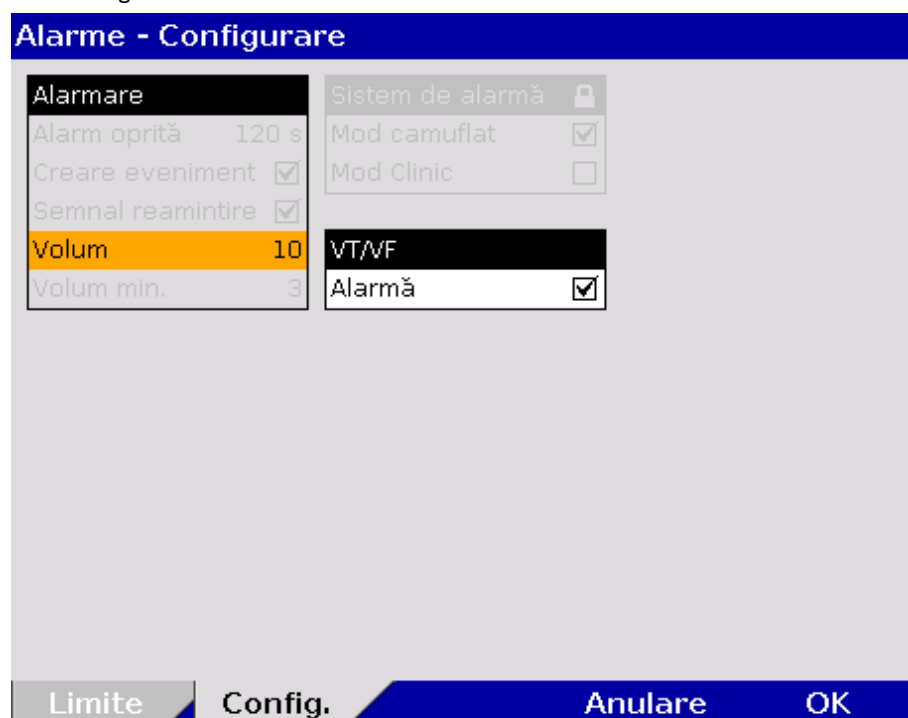 Alarme - Configurare
Alarmare
Alarm oprită 120 s
Creare eveniment
Semnal reamintire
Volum 10
Volum min. 3
Sistem de alarmă
Mod camuflat
Mod Clinic
VT/VF
Alarmă
Limite Config. Anulare OK